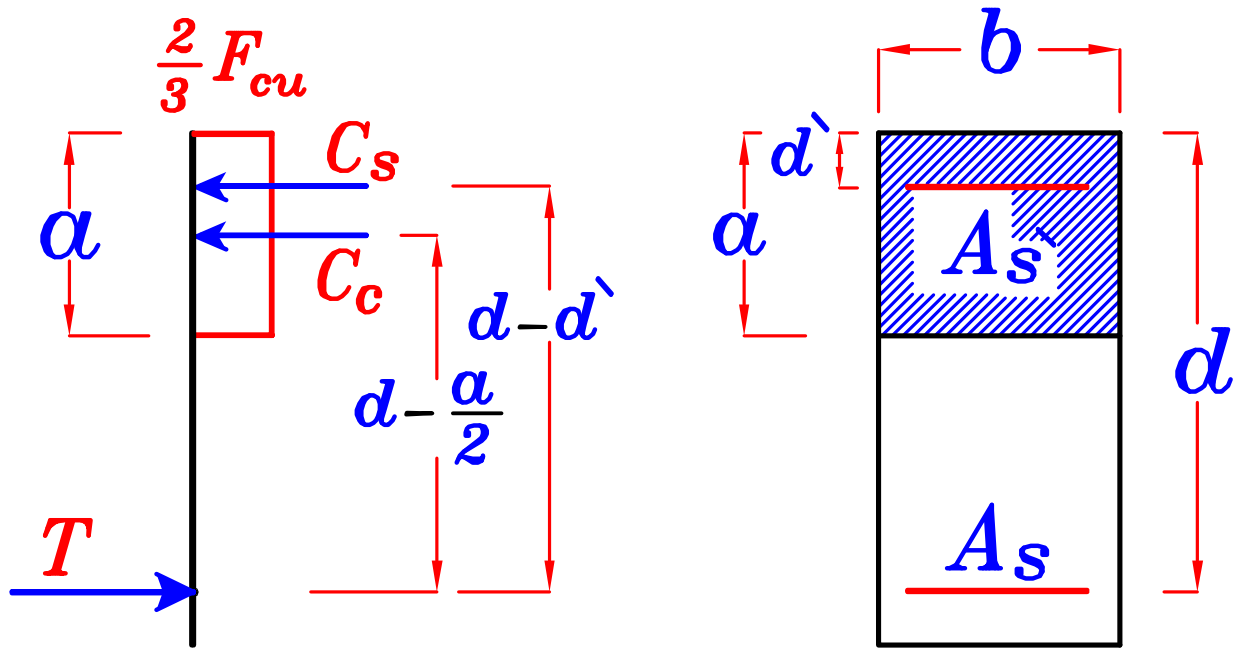 2/3 F_cu
C_s
a
C_c
d-d`
d-a/2
T
b
d`
a
A_s`
d
A_s